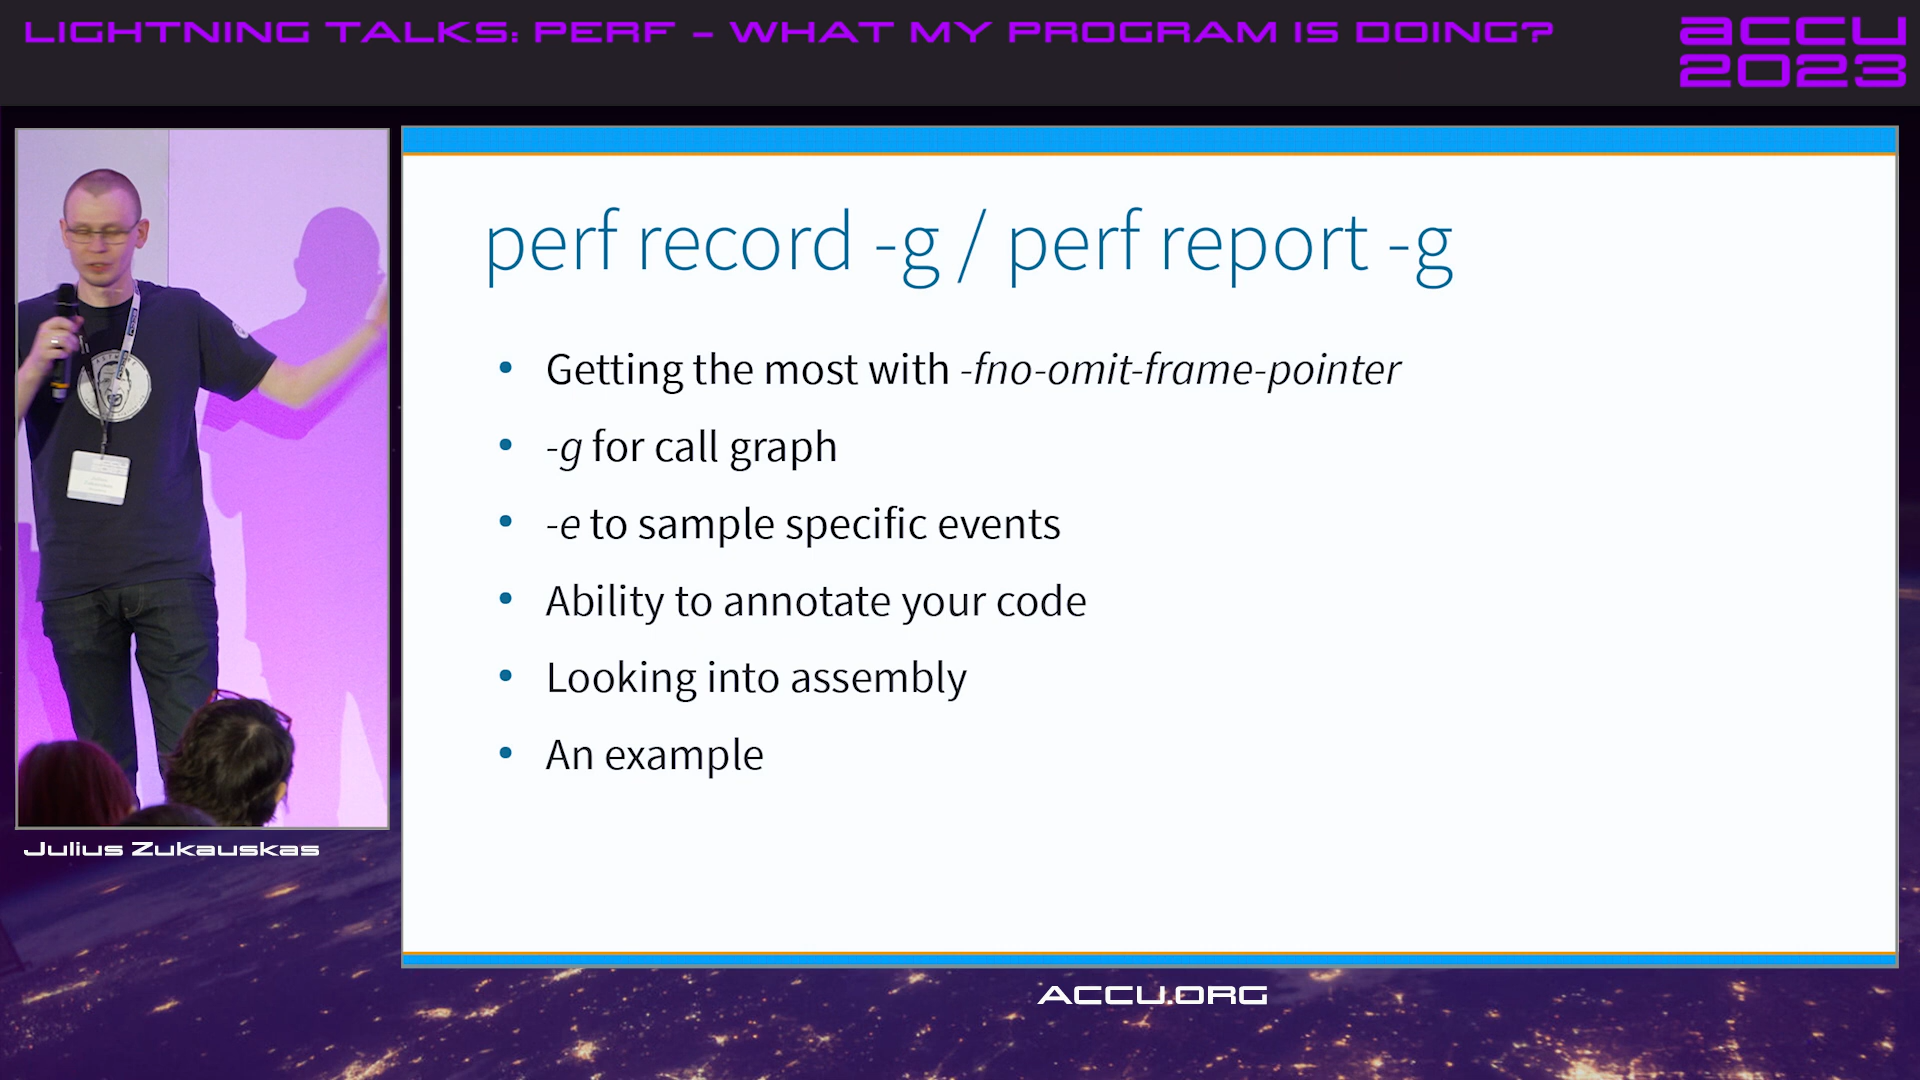 LIGHTNING TALKS: PERF – WHAT MY PROGRAM IS DOING?
accu
2023
perf record -g / perf report -g
• Getting the most with -fno-omit-frame-pointer
• -g for call graph
• -e to sample specific events
• Ability to annotate your code
• Looking into assembly
• An example
Julius Zukauskas
ACCU.ORG